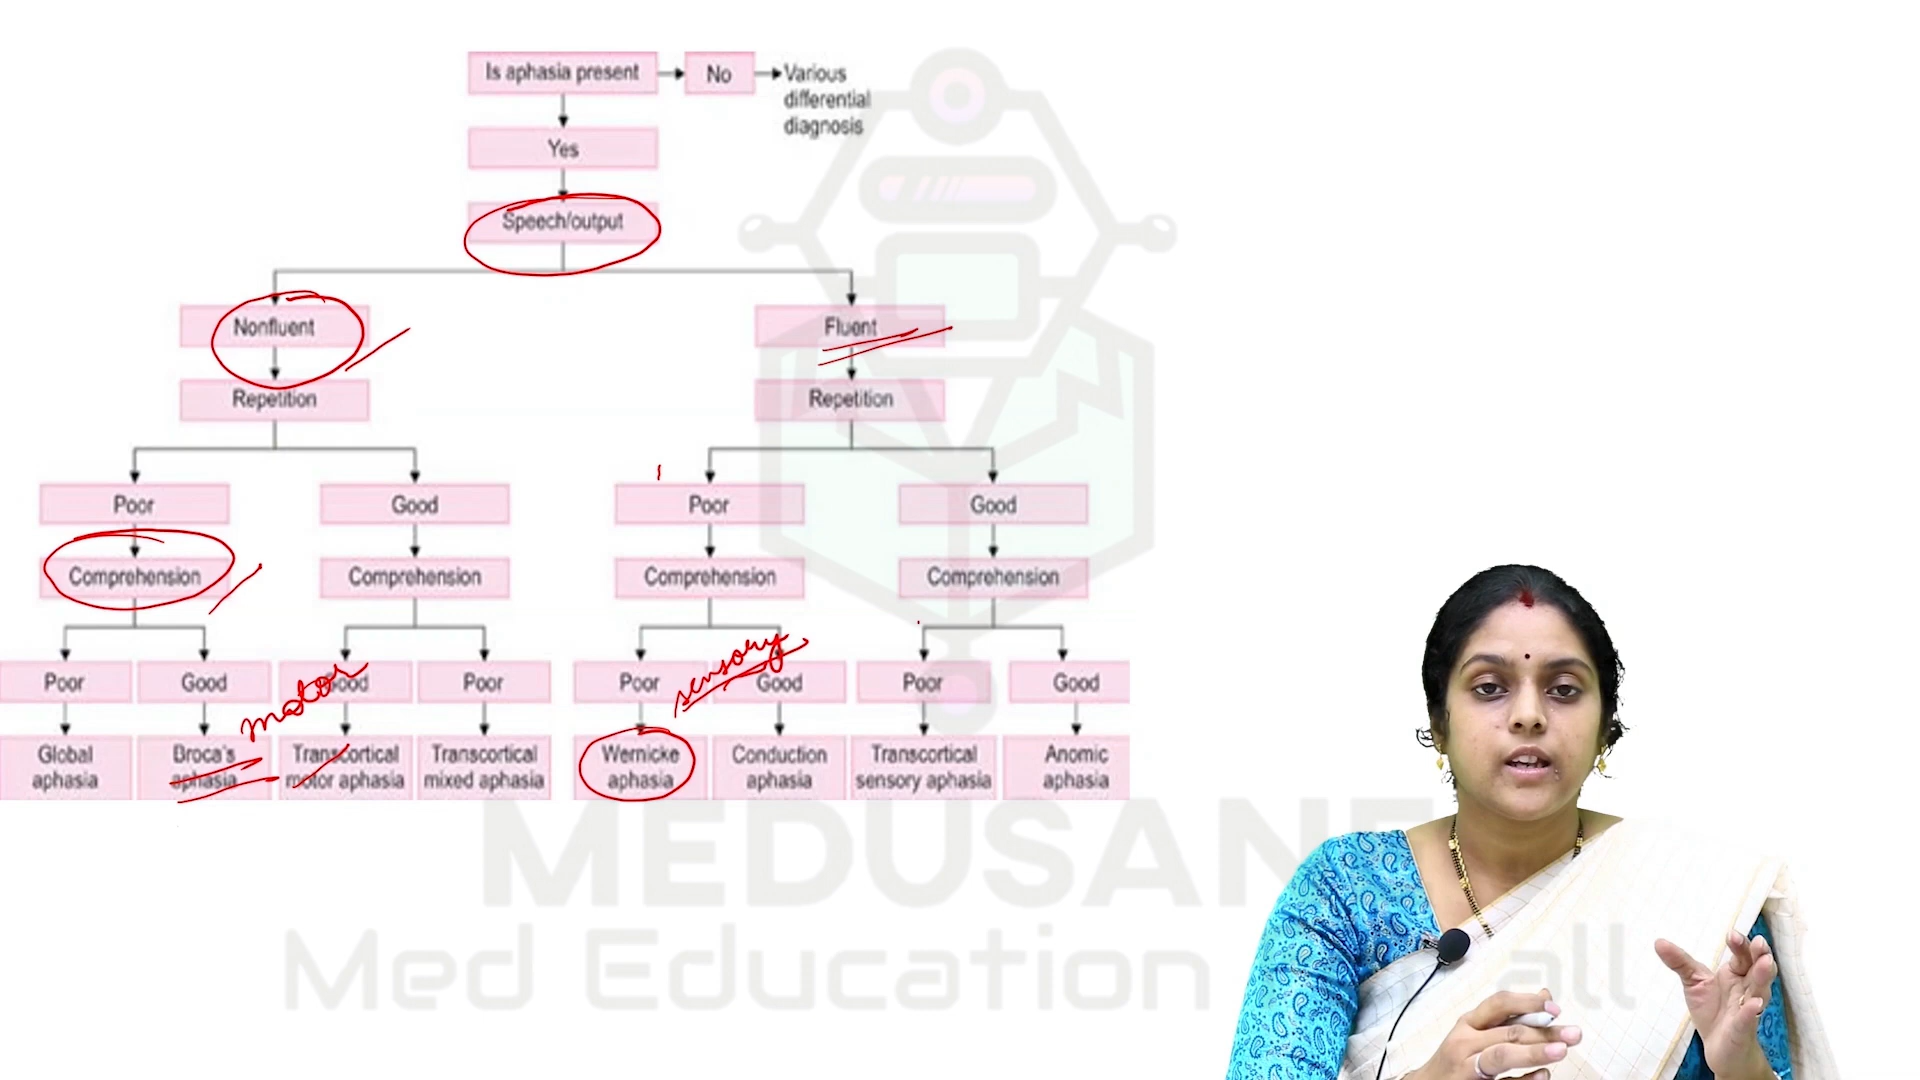 Is aphasia present
No
Various
differential
diagnosis
Yes
Speech/output
Nonfluent
Fluent
Repetition
Repetition
Poor
Good
Poor
Good
Comprehension
Comprehension
Comprehension
Comprehension
sensory
motor
Poor
Good
Good
Poor
Poor
Good
Poor
Good
Global
aphasia
Broca's
aphasia
Transcortical
motor aphasia
Transcortical
mixed aphasia
Wernicke
aphasia
Conduction
aphasia
Transcortical
sensory aphasia
Anomic
aphasia
MEDUSANE
Med Education all